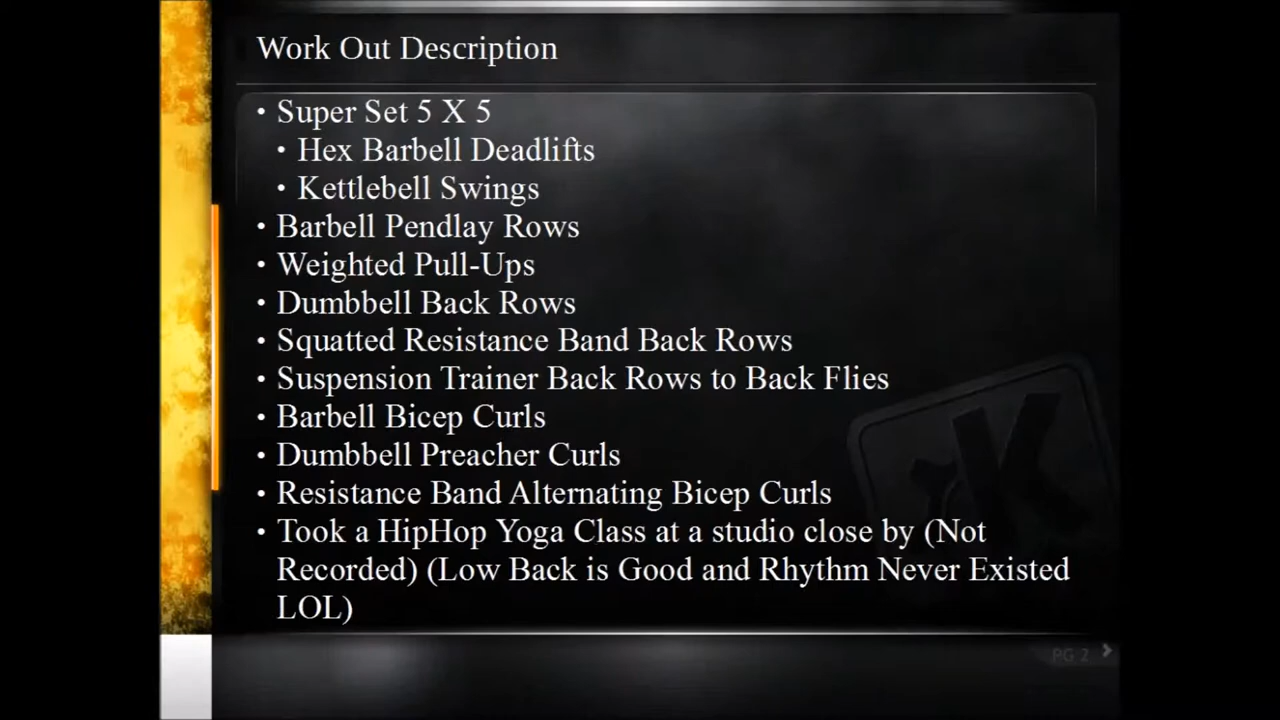 Work Out Description
• Super Set 5 X 5
• Hex Barbell Deadlifts
• Kettlebell Swings
• Barbell Pendlay Rows
• Weighted Pull-Ups
• Dumbbell Back Rows
• Squatted Resistance Band Back Rows
• Suspension Trainer Back Rows to Back Flies
• Barbell Bicep Curls
• Dumbbell Preacher Curls
• Resistance Band Alternating Bicep Curls
• Took a HipHop Yoga Class at a studio close by (Not
Recorded) (Low Back is Good and Rhythm Never Existed
LOL)
K
PG 2